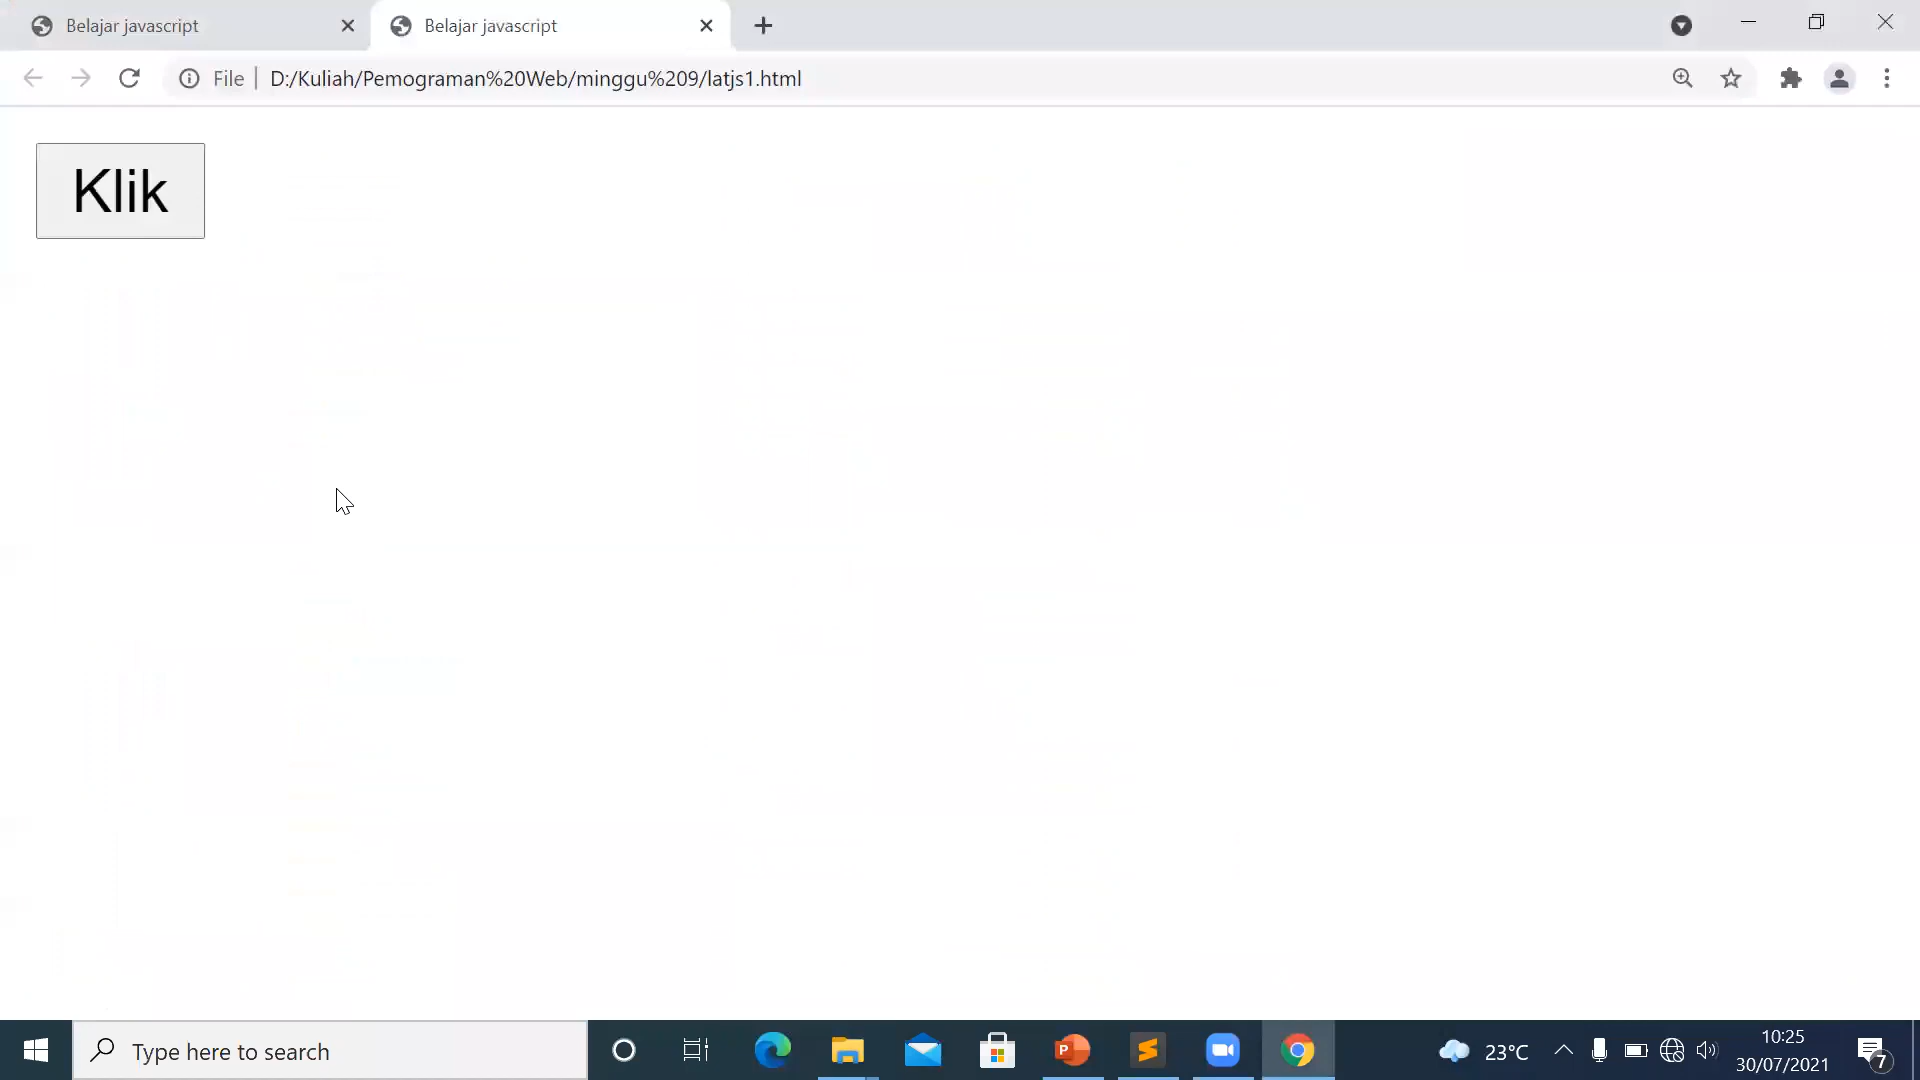 Belajar javascript
Belajar javascript
File
D:/Kuliah/Pemograman%20Web/minggu%209/latjs1.html
Klik
Type here to search
P
23°C
10:25
30/07/2021
7